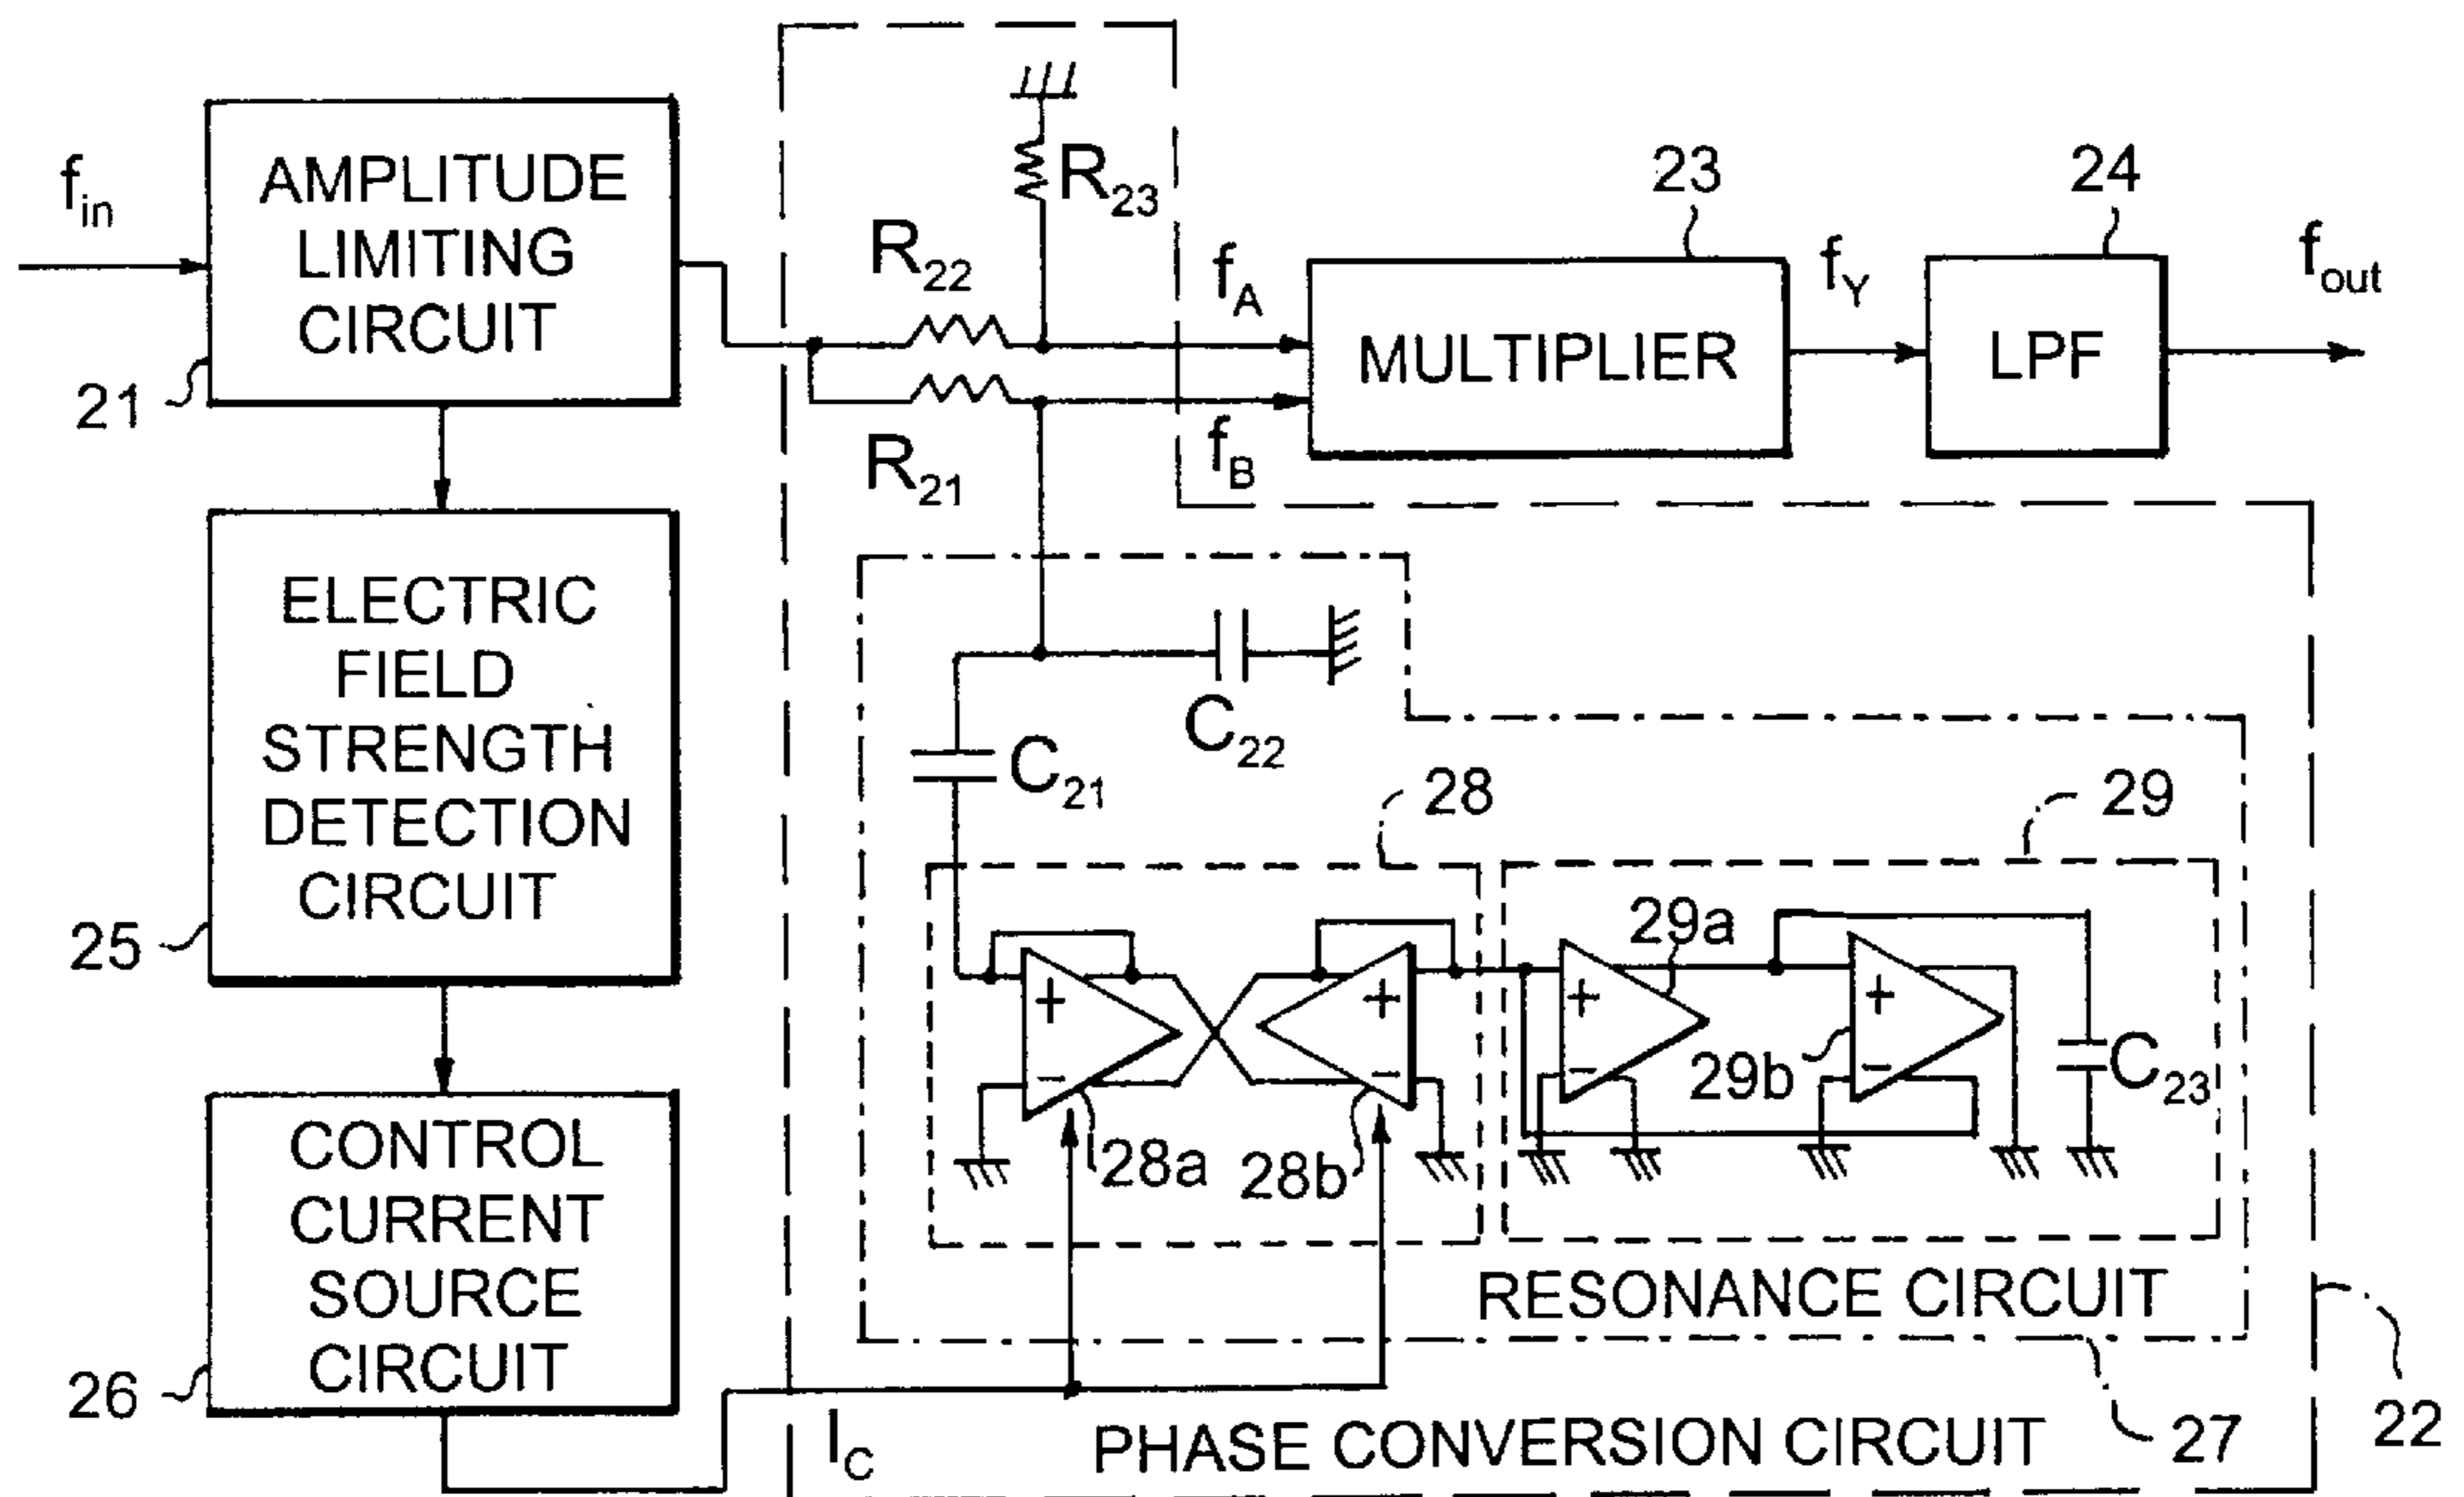 f_in
AMPLITUDE
LIMITING
CIRCUIT
21
R_23
R_22
R_21
f_A
f_B
23
MULTIPLIER
f_Y
24
LPF
f_out
ELECTRIC
FIELD
STRENGTH
DETECTION
CIRCUIT
25
C_22
C_21
28
29
+
−
28a
+
−
28b
29a
+
−
29b
+
−
C_23
RESONANCE CIRCUIT
CONTROL
CURRENT
SOURCE
CIRCUIT
26
I_C
PHASE CONVERSION CIRCUIT
27
22